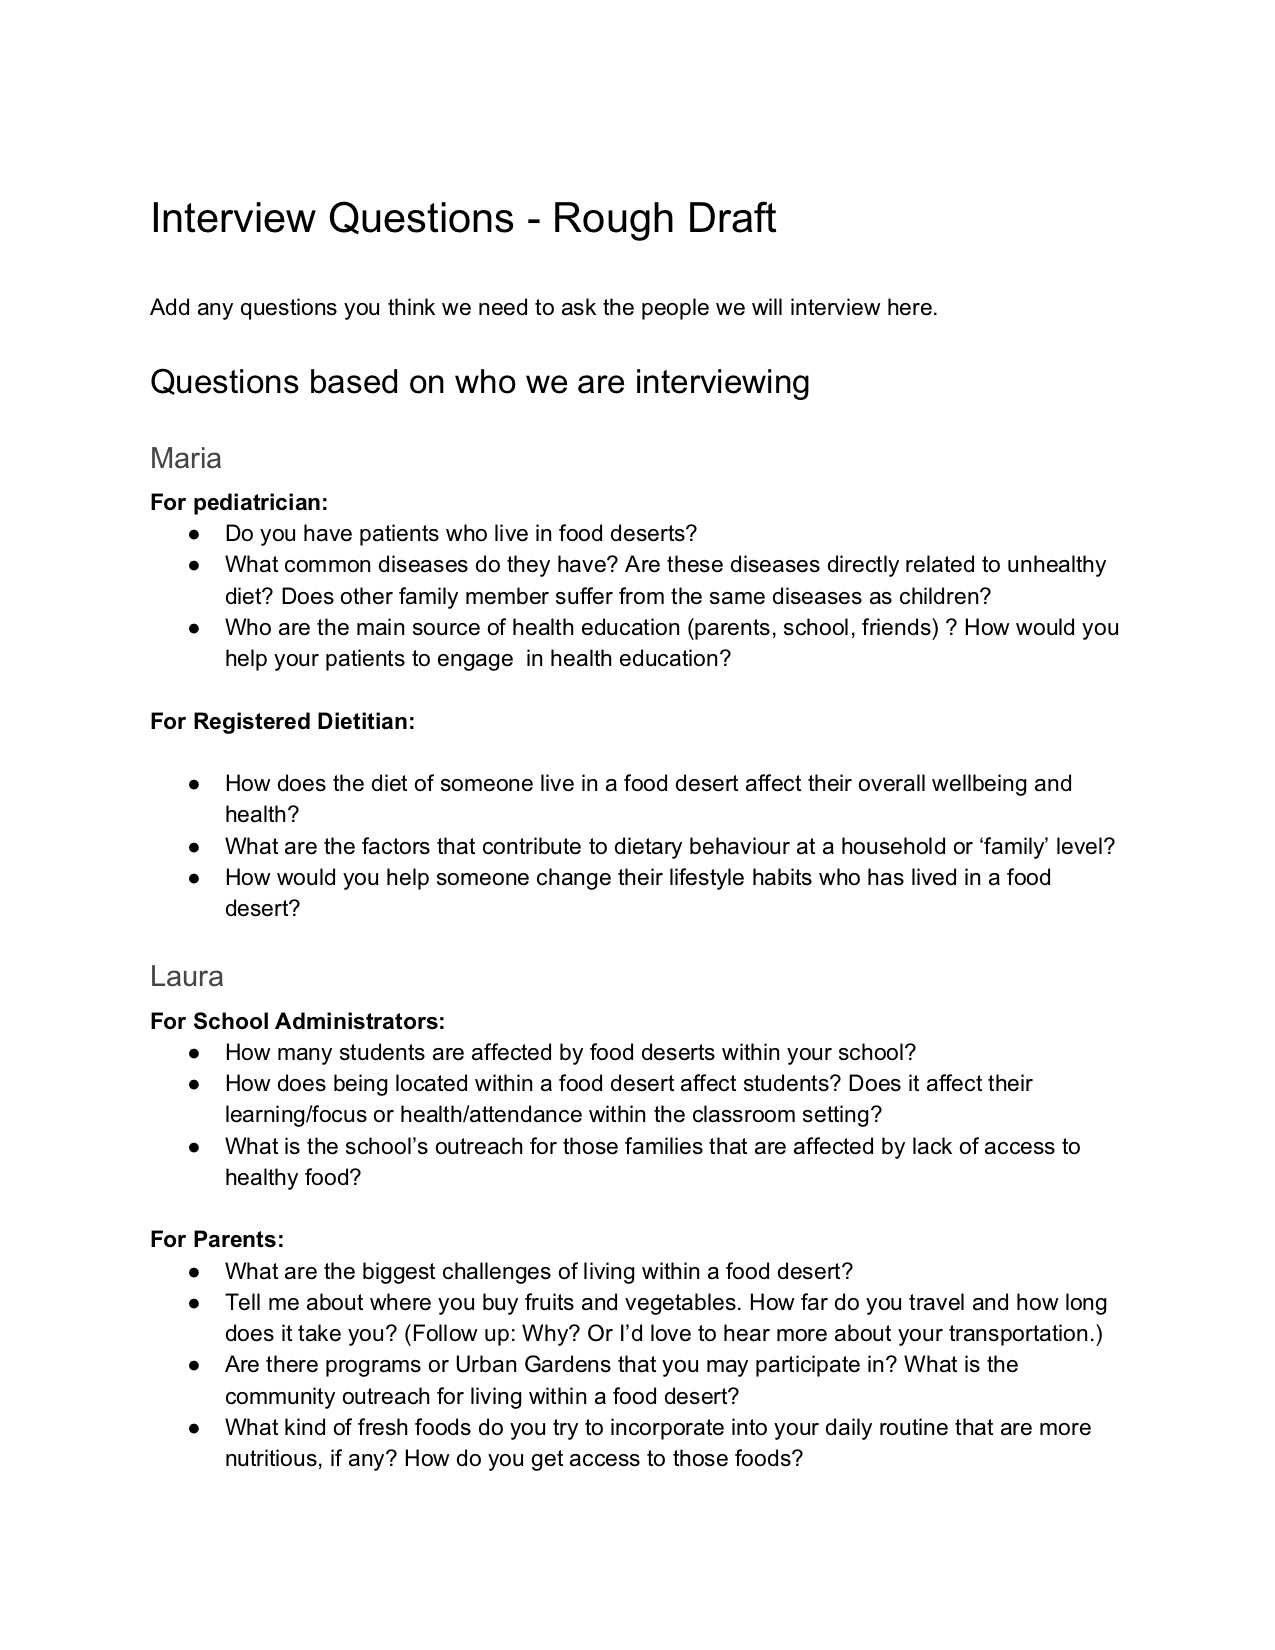 Interview Questions - Rough Draft
Add any questions you think we need to ask the people we will interview here.
Questions based on who we are interviewing
Maria
For pediatrician:
● Do you have patients who live in food deserts?
● What common diseases do they have? Are these diseases directly related to unhealthy
diet? Does other family member suffer from the same diseases as children?
● Who are the main source of health education (parents, school, friends) ? How would you
help your patients to engage  in health education?
For Registered Dietitian:
● How does the diet of someone live in a food desert affect their overall wellbeing and
health?
● What are the factors that contribute to dietary behaviour at a household or ‘family’ level?
● How would you help someone change their lifestyle habits who has lived in a food
desert?
Laura
For School Administrators:
● How many students are affected by food deserts within your school?
● How does being located within a food desert affect students? Does it affect their
learning/focus or health/attendance within the classroom setting?
● What is the school’s outreach for those families that are affected by lack of access to
healthy food?
For Parents:
● What are the biggest challenges of living within a food desert?
● Tell me about where you buy fruits and vegetables. How far do you travel and how long
does it take you? (Follow up: Why? Or I’d love to hear more about your transportation.)
● Are there programs or Urban Gardens that you may participate in? What is the
community outreach for living within a food desert?
● What kind of fresh foods do you try to incorporate into your daily routine that are more
nutritious, if any? How do you get access to those foods?